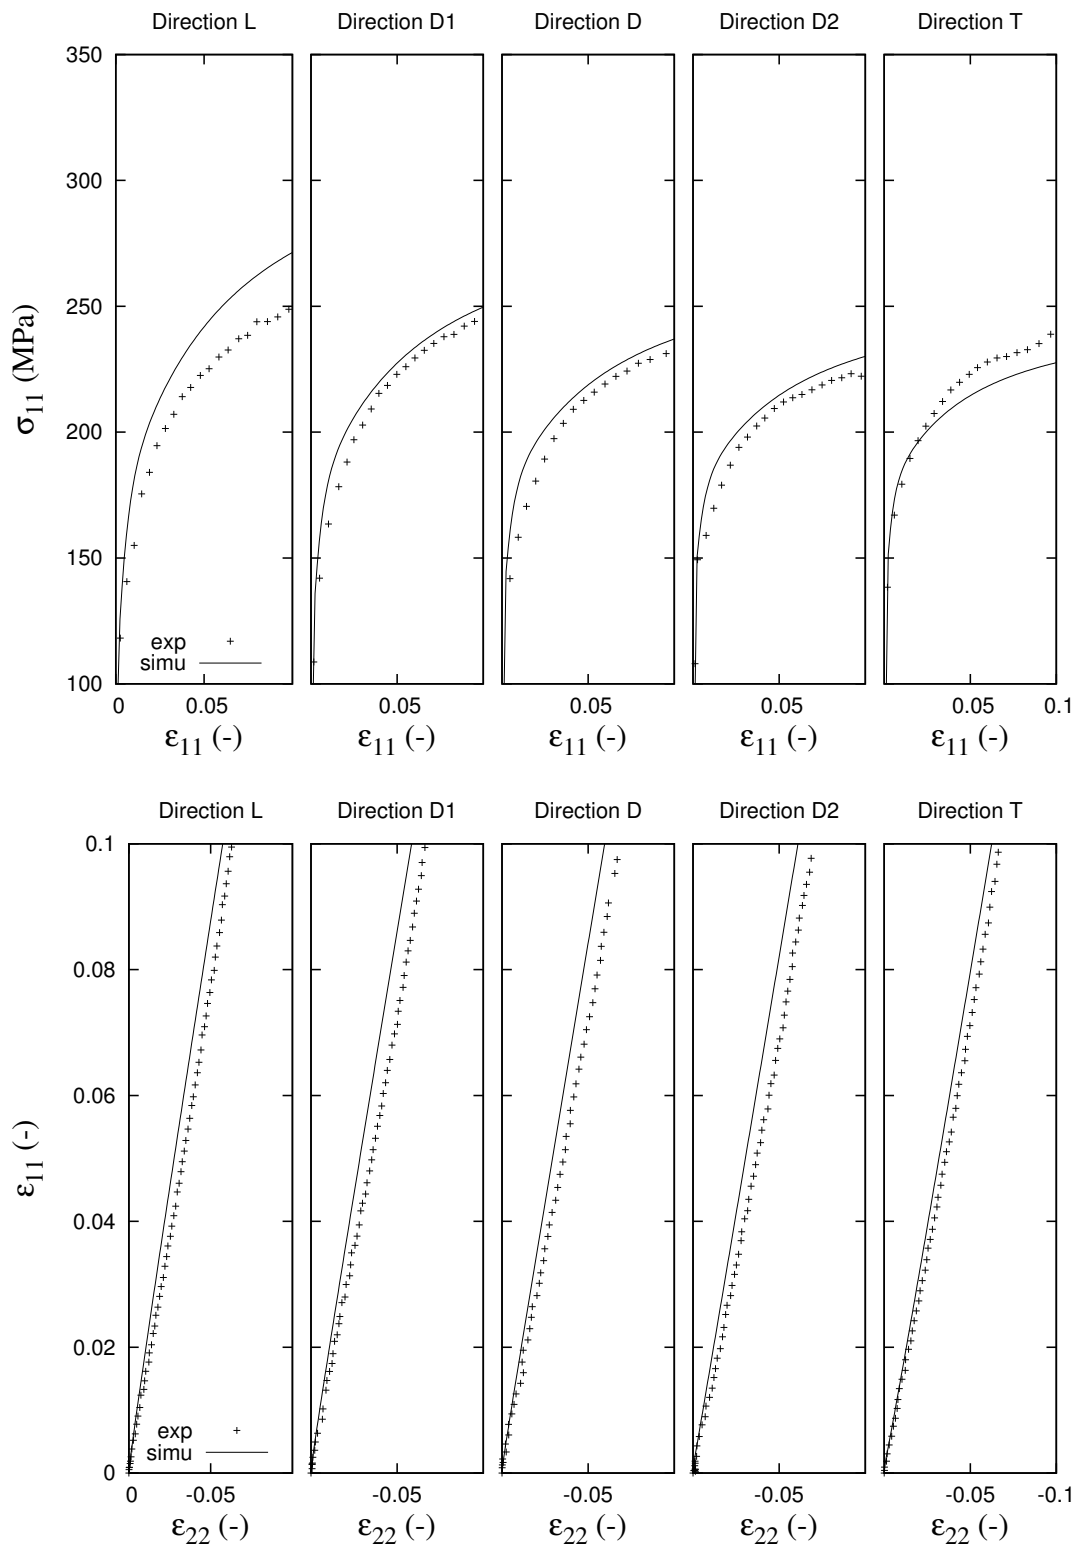 Direction L Direction D1 Direction D Direction D2 Direction T
350
300
250
200
150
100
σ11 (MPa)
exp
simu
0 0.05 0.05 0.05 0.05 0.05 0.1
ε11 (-) ε11 (-) ε11 (-) ε11 (-) ε11 (-)
Direction L Direction D1 Direction D Direction D2 Direction T
0.1
0.08
0.06
0.04
0.02
0
ε11 (-)
exp
simu
0 -0.05 -0.05 -0.05 -0.05 -0.05 -0.1
ε22 (-) ε22 (-) ε22 (-) ε22 (-) ε22 (-)